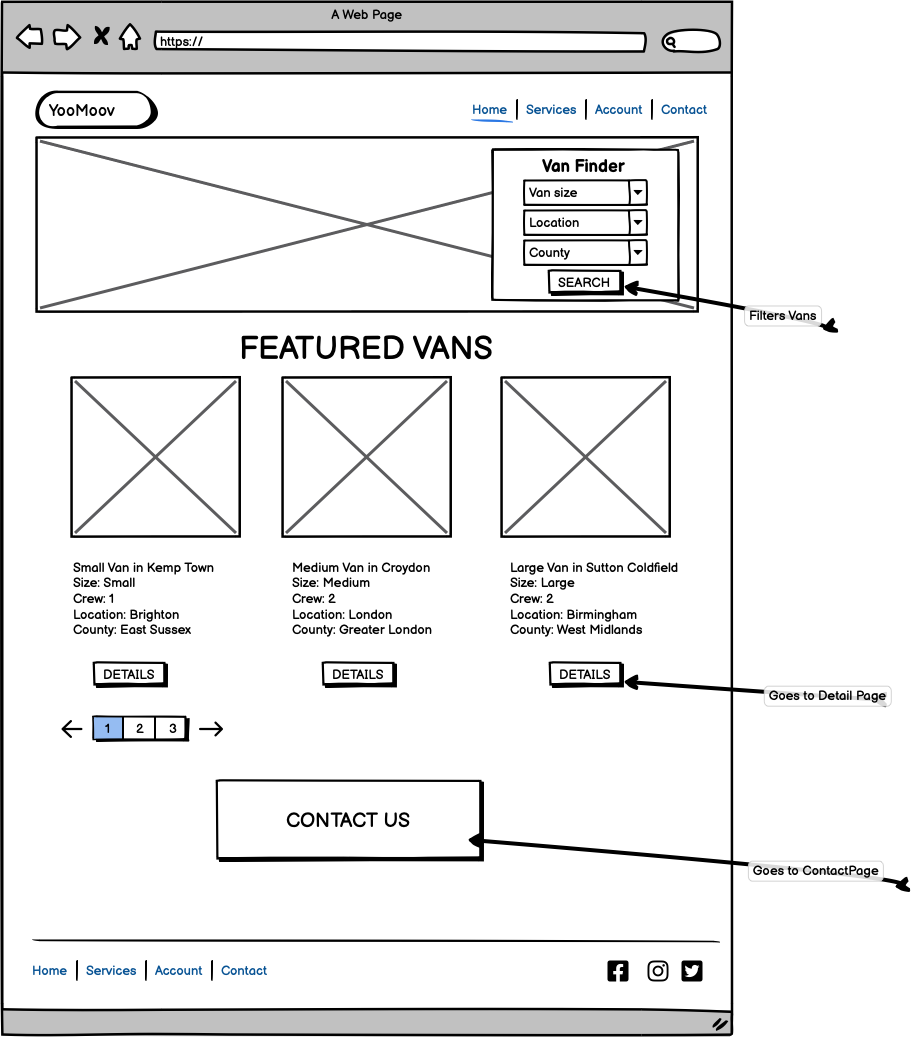 A Web Page
https://
YooMoov
Home Services Account Contact
Van Finder
Van size
Location
County
SEARCH
Filters Vans
FEATURED VANS
Small Van in Kemp Town
Size: Small
Crew: 1
Location: Brighton
County: East Sussex
Medium Van in Croydon
Size: Medium
Crew: 2
Location: London
County: Greater London
Large Van in Sutton Coldfield
Size: Large
Crew: 2
Location: Birmingham
County: West Midlands
DETAILS DETAILS DETAILS
Goes to Detail Page
1 2 3
CONTACT US
Goes to ContactPage
Home Services Account Contact